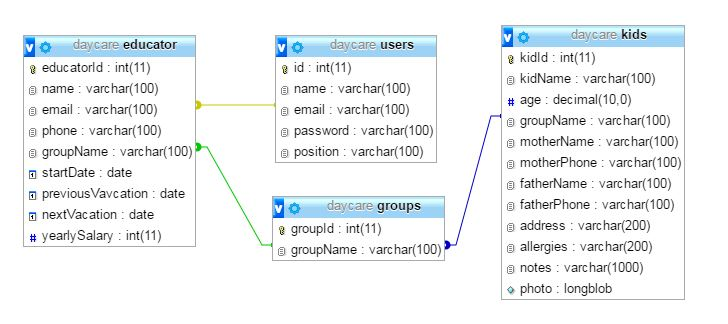 daycare educator
educatorId : int(11)
name : varchar(100)
email : varchar(100)
phone : varchar(100)
groupName : varchar(100)
startDate : date
previousVavcation : date
nextVacation : date
yearlySalary : int(11)
daycare users
id : int(11)
name : varchar(100)
email : varchar(100)
password : varchar(100)
position : varchar(100)
daycare groups
groupId : int(11)
groupName : varchar(100)
daycare kids
kidId : int(11)
kidName : varchar(100)
age : decimal(10,0)
groupName : varchar(100)
motherName : varchar(100)
motherPhone : varchar(100)
fatherName : varchar(100)
fatherPhone : varchar(100)
address : varchar(200)
allergies : varchar(200)
notes : varchar(1000)
photo : longblob